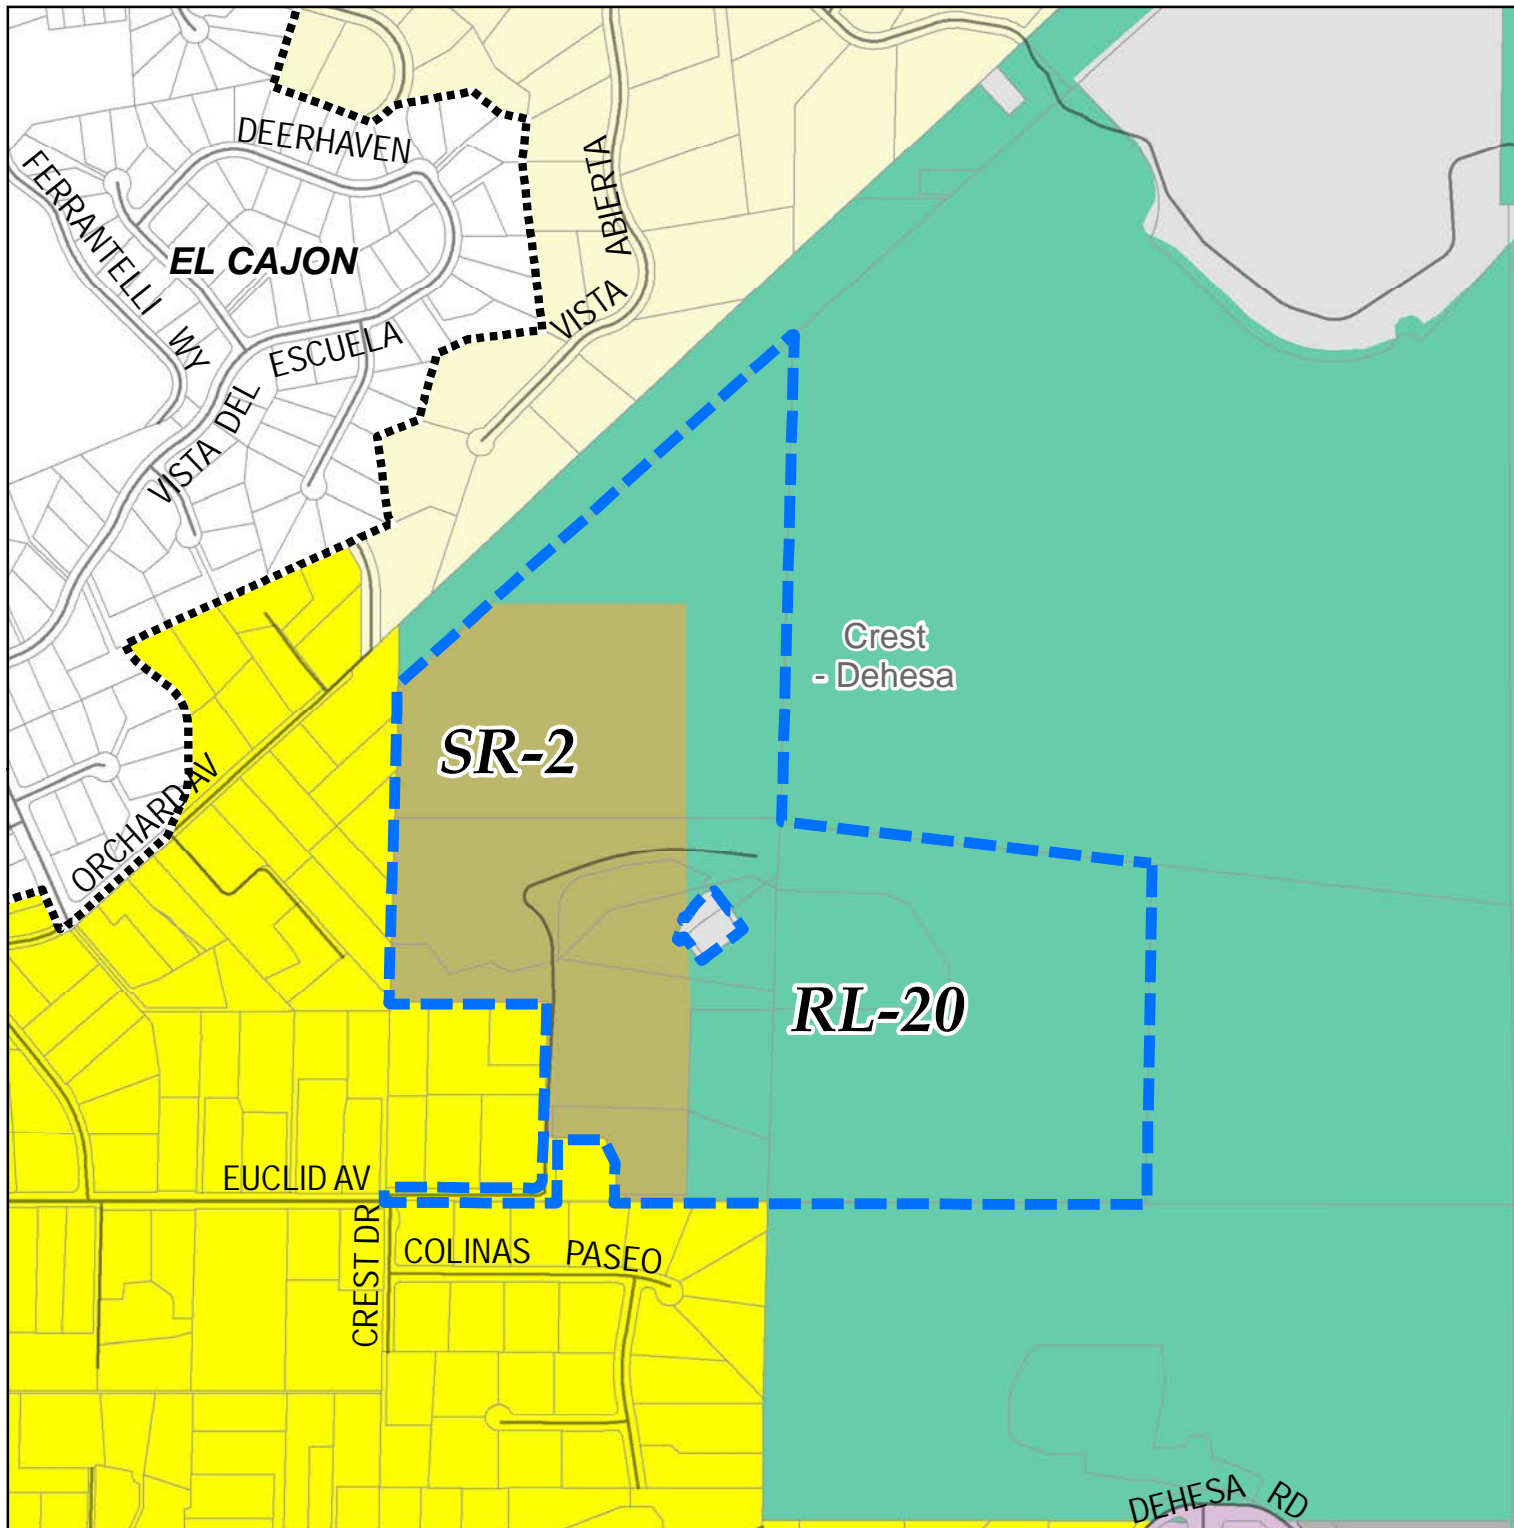 DEERHAVEN
FERRANTELLI WY
EL CAJON
VISTA ABIERTA
VISTA DEL ESCUELA
Crest
- Dehesa
SR-2
ORCHARD AV
RL-20
EUCLID AV
CREST DR
COLINAS PASEO
DEHESA RD